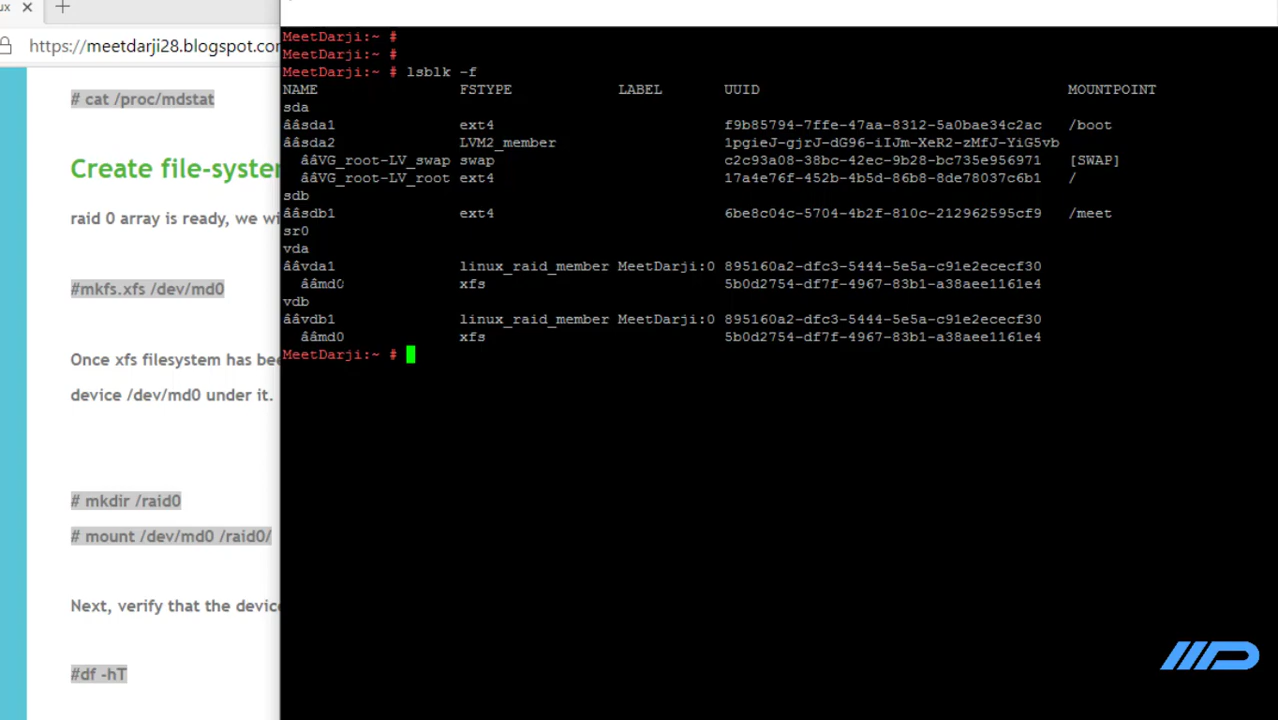 ux
https://meetdarji28.blogspot.com
# cat /proc/mdstat
Create file-system
raid 0 array is ready, we wi
#mkfs.xfs /dev/md0
Once xfs filesystem has bee
device /dev/md0 under it.
# mkdir /raid0
# mount /dev/md0 /raid0/
Next, verify that the device
#df -hT
MeetDarji:~ #
MeetDarji:~ #
MeetDarji:~ # lsblk -f
NAME FSTYPE LABEL UUID MOUNTPOINT
sda
ââsda1 ext4 f9b85794-7ffe-47aa-8312-5a0bae34c2ac /boot
ââsda2 LVM2_member 1pgieJ-gjrJ-dG96-iIJm-XeR2-zMfJ-YiG5vb
ââVG_root-LV_swap swap c2c93a08-38bc-42ec-9b28-bc735e956971 [SWAP]
ââVG_root-LV_root ext4 17a4e76f-452b-4b5d-86b8-8de78037c6b1 /
sdb
ââsdb1 ext4 6be8c04c-5704-4b2f-810c-212962595cf9 /meet
sr0
vda
ââvda1 linux_raid_member MeetDarji:0 895160a2-dfc3-5444-5e5a-c91e2ececf30
ââmd0 xfs 5b0d2754-df7f-4967-83b1-a38aee1161e4
vdb
ââvdb1 linux_raid_member MeetDarji:0 895160a2-dfc3-5444-5e5a-c91e2ececf30
ââmd0 xfs 5b0d2754-df7f-4967-83b1-a38aee1161e4
MeetDarji:~ #